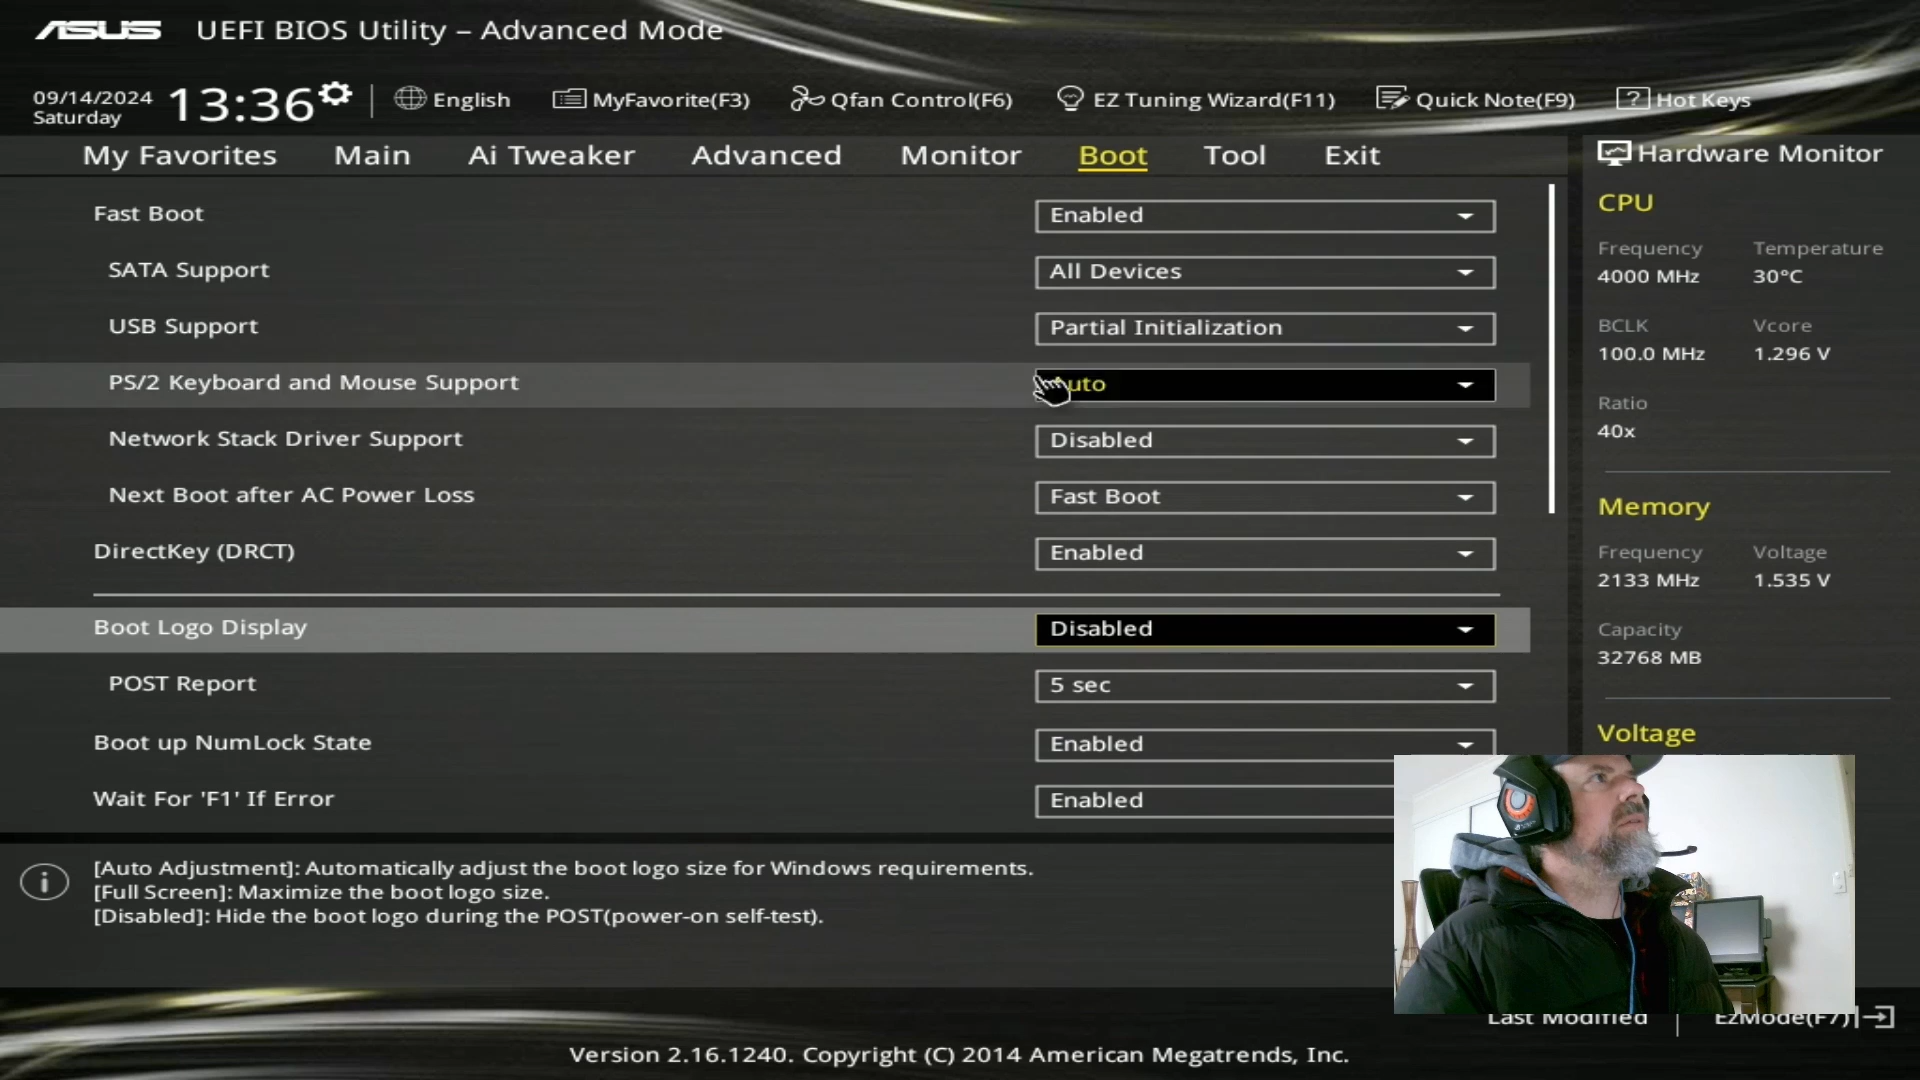 ASUS UEFI BIOS Utility – Advanced Mode
09/14/2024
Saturday
13:36
English
MyFavorite(F3)
Qfan Control(F6)
EZ Tuning Wizard(F11)
Quick Note(F9)
? Hot Keys
My Favorites Main Ai Tweaker Advanced Monitor Boot Tool Exit
Fast Boot Enabled
SATA Support All Devices
USB Support Partial Initialization
PS/2 Keyboard and Mouse Support uto
Network Stack Driver Support Disabled
Next Boot after AC Power Loss Fast Boot
DirectKey (DRCT) Enabled
Boot Logo Display Disabled
POST Report 5 sec
Boot up NumLock State Enabled
Wait For 'F1' If Error Enabled
Hardware Monitor
CPU
Frequency Temperature
4000 MHz 30°C
BCLK Vcore
100.0 MHz 1.296 V
Ratio
40x
Memory
Frequency Voltage
2133 MHz 1.535 V
Capacity
32768 MB
Voltage
[Auto Adjustment]: Automatically adjust the boot logo size for Windows requirements.
[Full Screen]: Maximize the boot logo size.
[Disabled]: Hide the boot logo during the POST(power-on self-test).
Last Modified
EzMode(F7)
Version 2.16.1240. Copyright (C) 2014 American Megatrends, Inc.